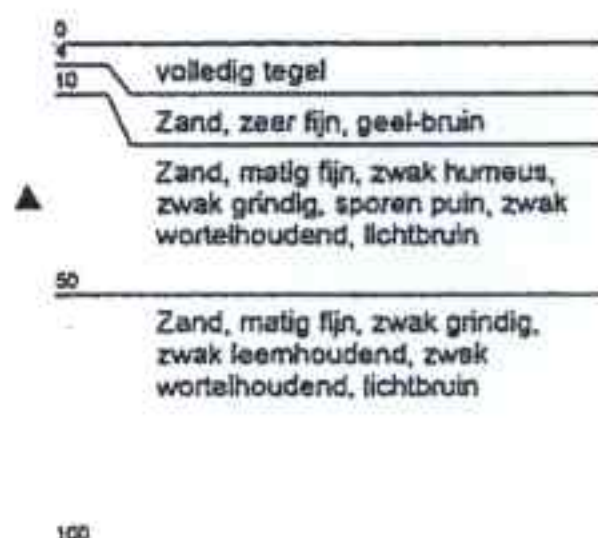 0
4
volledig tegel
10
Zand, zeer fijn, geel-bruin
Zand, matig fijn, zwak humeus,
zwak grindig, sporen puin, zwak
wortelhoudend, lichtbruin
50
Zand, matig fijn, zwak grindig,
zwak leemhoudend, zwak
wortelhoudend, lichtbruin
100